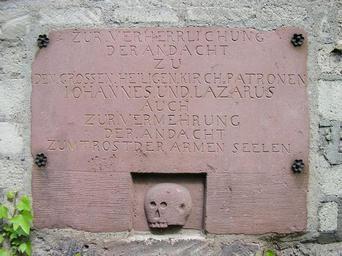 ZUR VERHERRLICHUNG
DER ANDACHT
ZU
DEN GROSSEN, HEILIGEN KIRCH. PATRONEN
IOHANNES UND LAZARUS
AUCH
ZUR VERMEHRUNG
DER ANDACHT
ZUM TROST DER ARMEN SEELEN